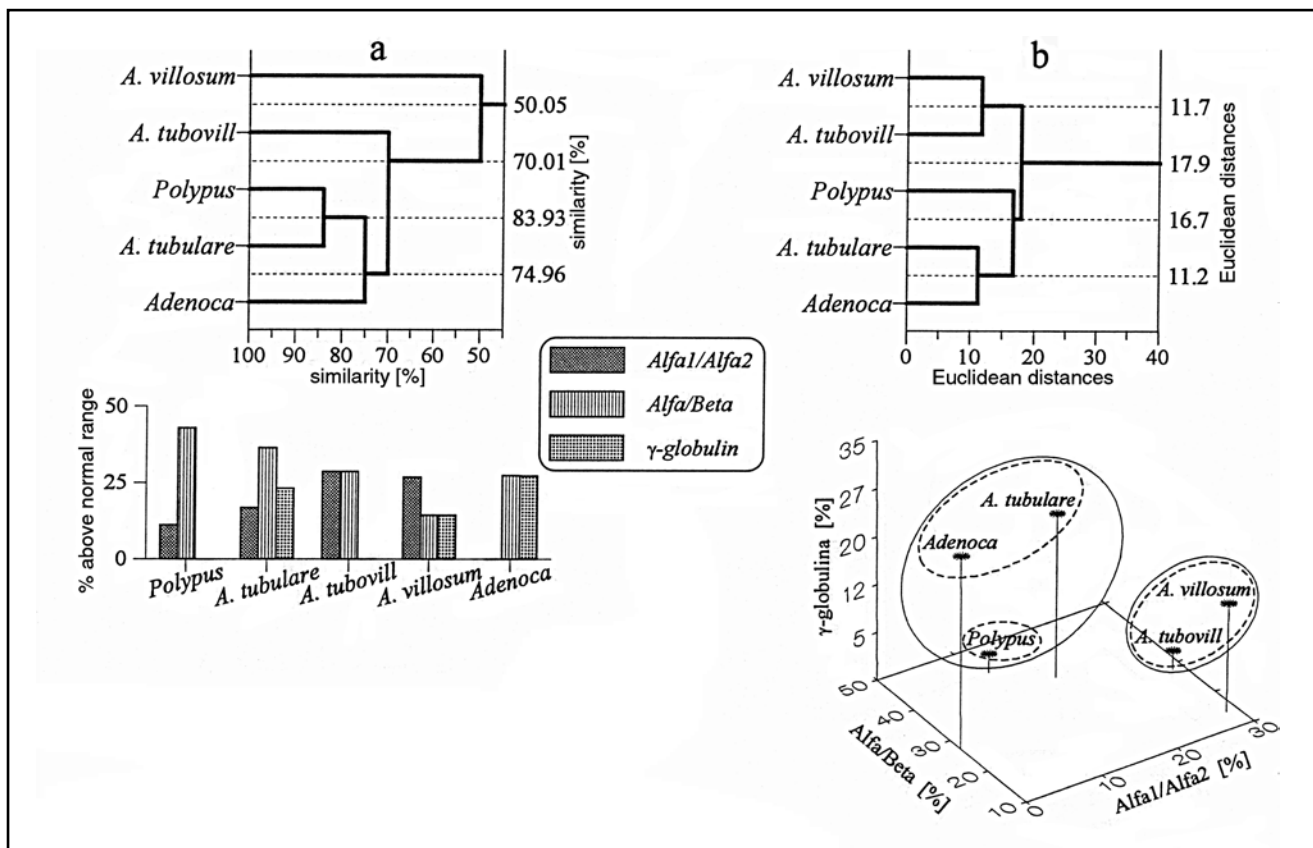 a
A. villosum
A. tubovill
Polypus
A. tubulare
Adenoca
50.05
70.01
83.93
74.96
similarity [%]
100 90 80 70 60 50
similarity [%]
b
A. villosum
A. tubovill
Polypus
A. tubulare
Adenoca
11.7
17.9
16.7
11.2
Euclidean distances
0 10 20 30 40
Euclidean distances
Alfa1/Alfa2
Alfa/Beta
γ-globulin
% above normal range
50
25
0
Polypus
A. tubulare
A. tubovill
A. villosum
Adenoca
γ-globulina [%]
35
27
20
12
5
A. tubulare
Adenoca
Polypus
A. villosum
A. tubovill
50
40
30
20
10
Alfa/Beta [%]
0
10
20
30
Alfa1/Alfa2 [%]